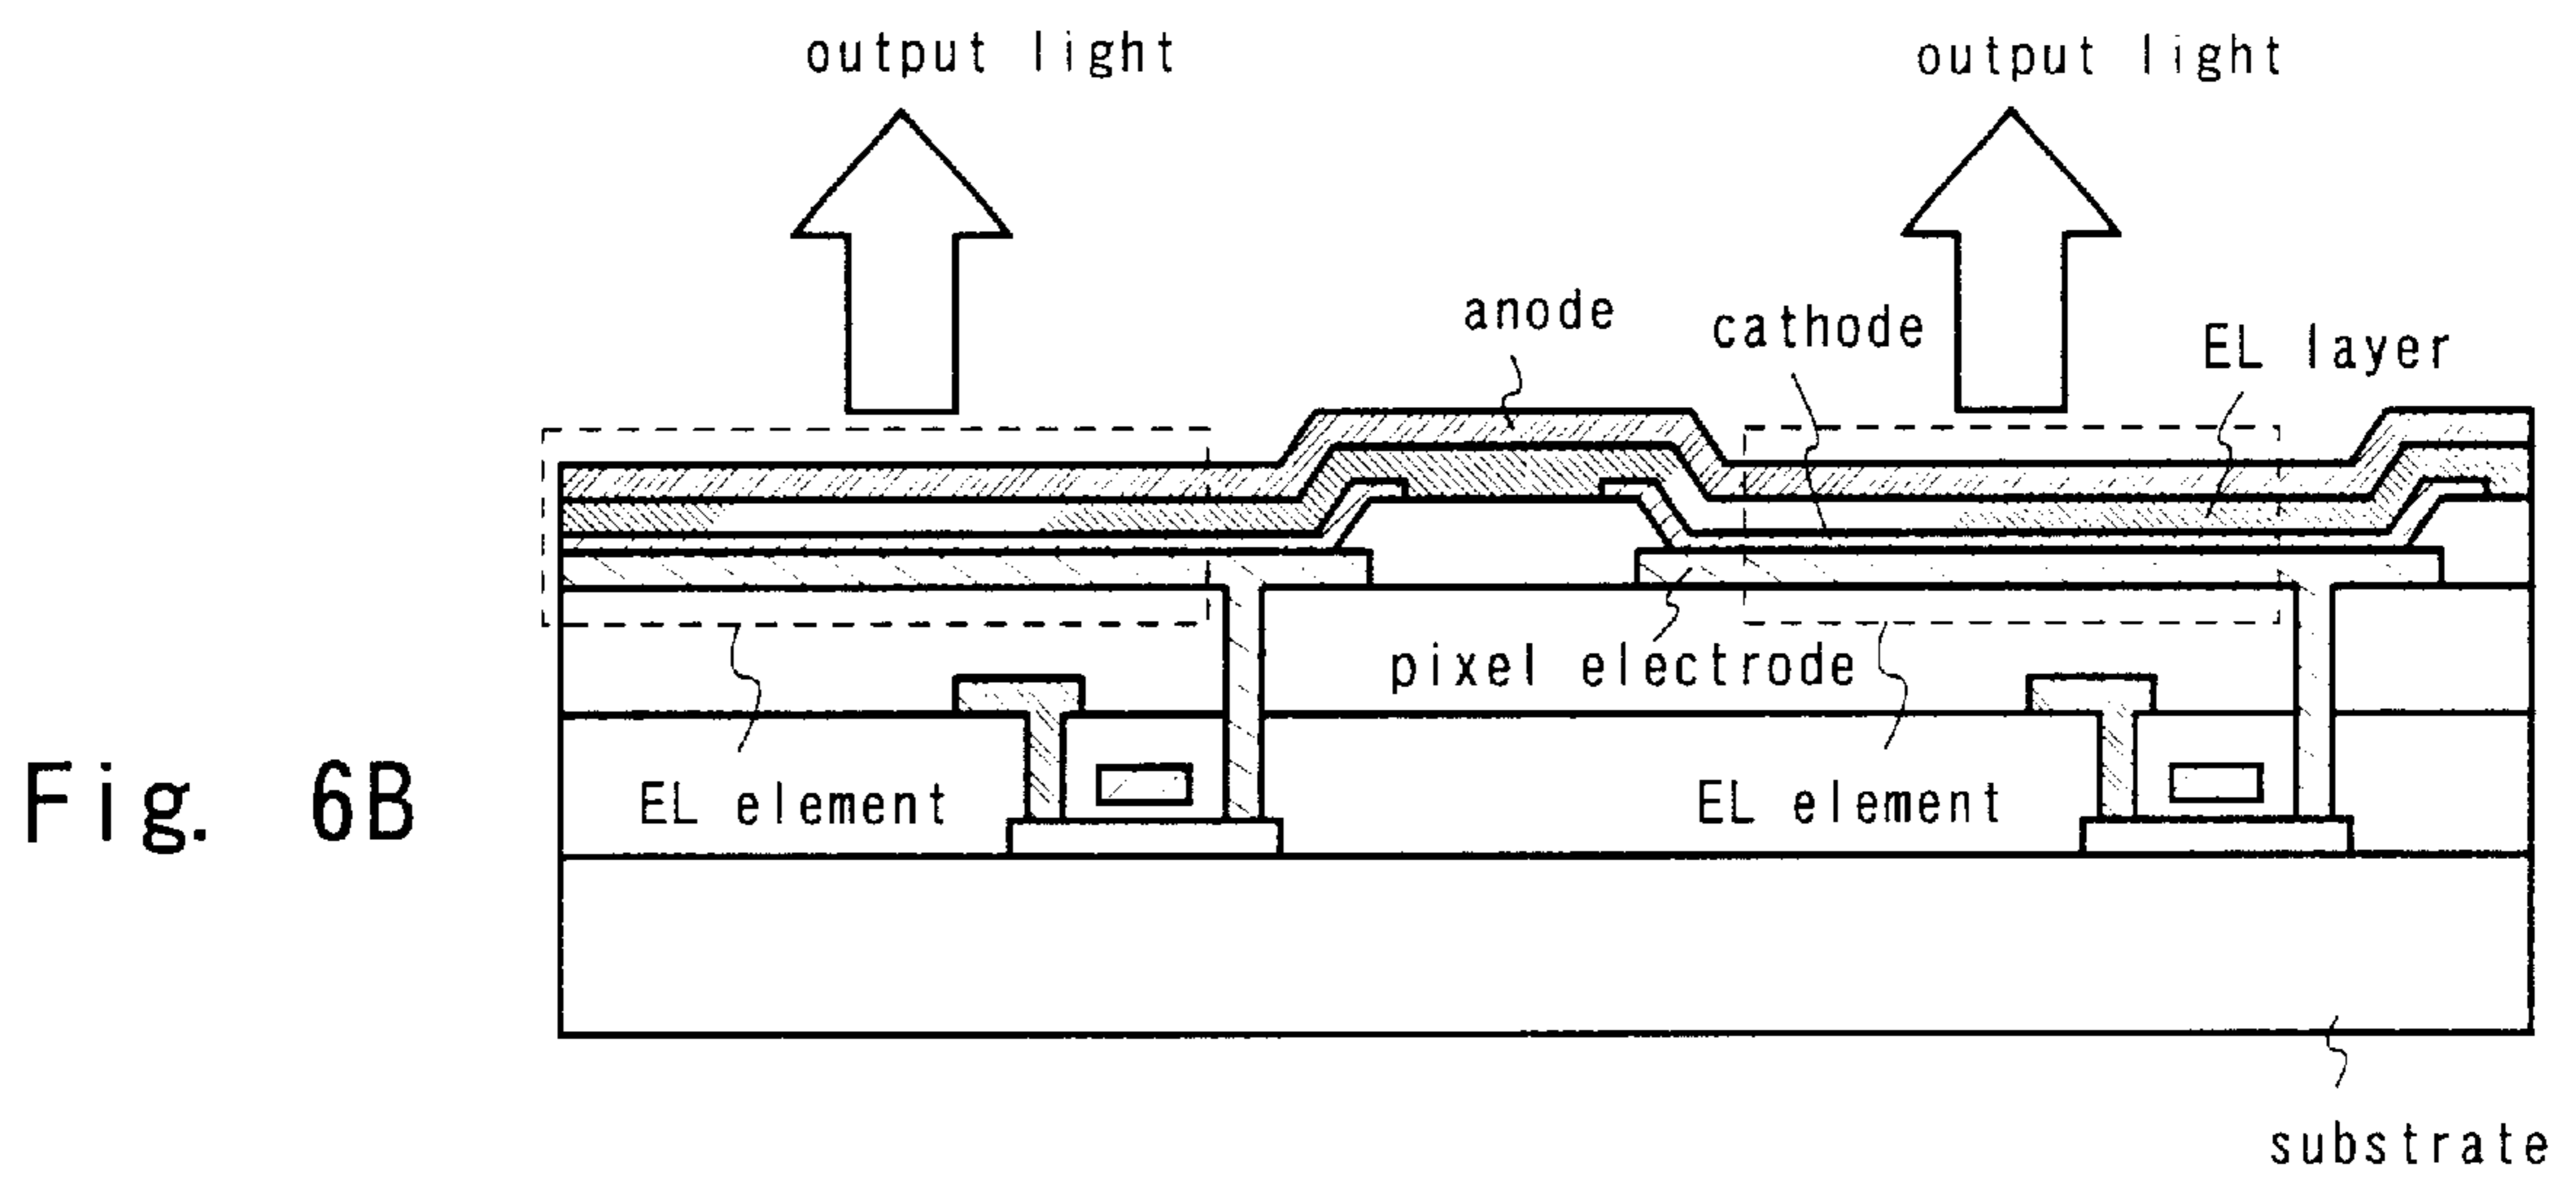 output light
output light
anode
cathode
EL layer
pixel electrode
EL element
EL element
Fig. 6B
substrate